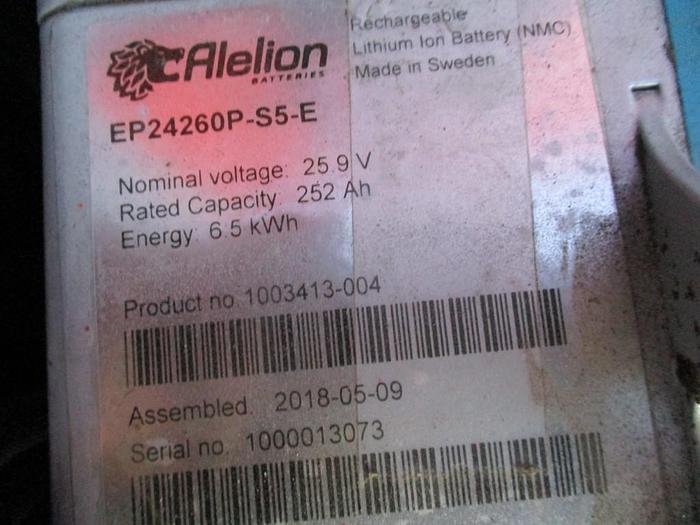 Alelion
BATTERIES
Rechargeable
Lithium Ion Battery (NMC)
Made in Sweden
EP24260P-S5-E
Nominal voltage: 25.9 V
Rated Capacity: 252 Ah
Energy: 6.5 kWh
Product no. 1003413-004
Assembled. 2018-05-09
Serial no. 1000013073